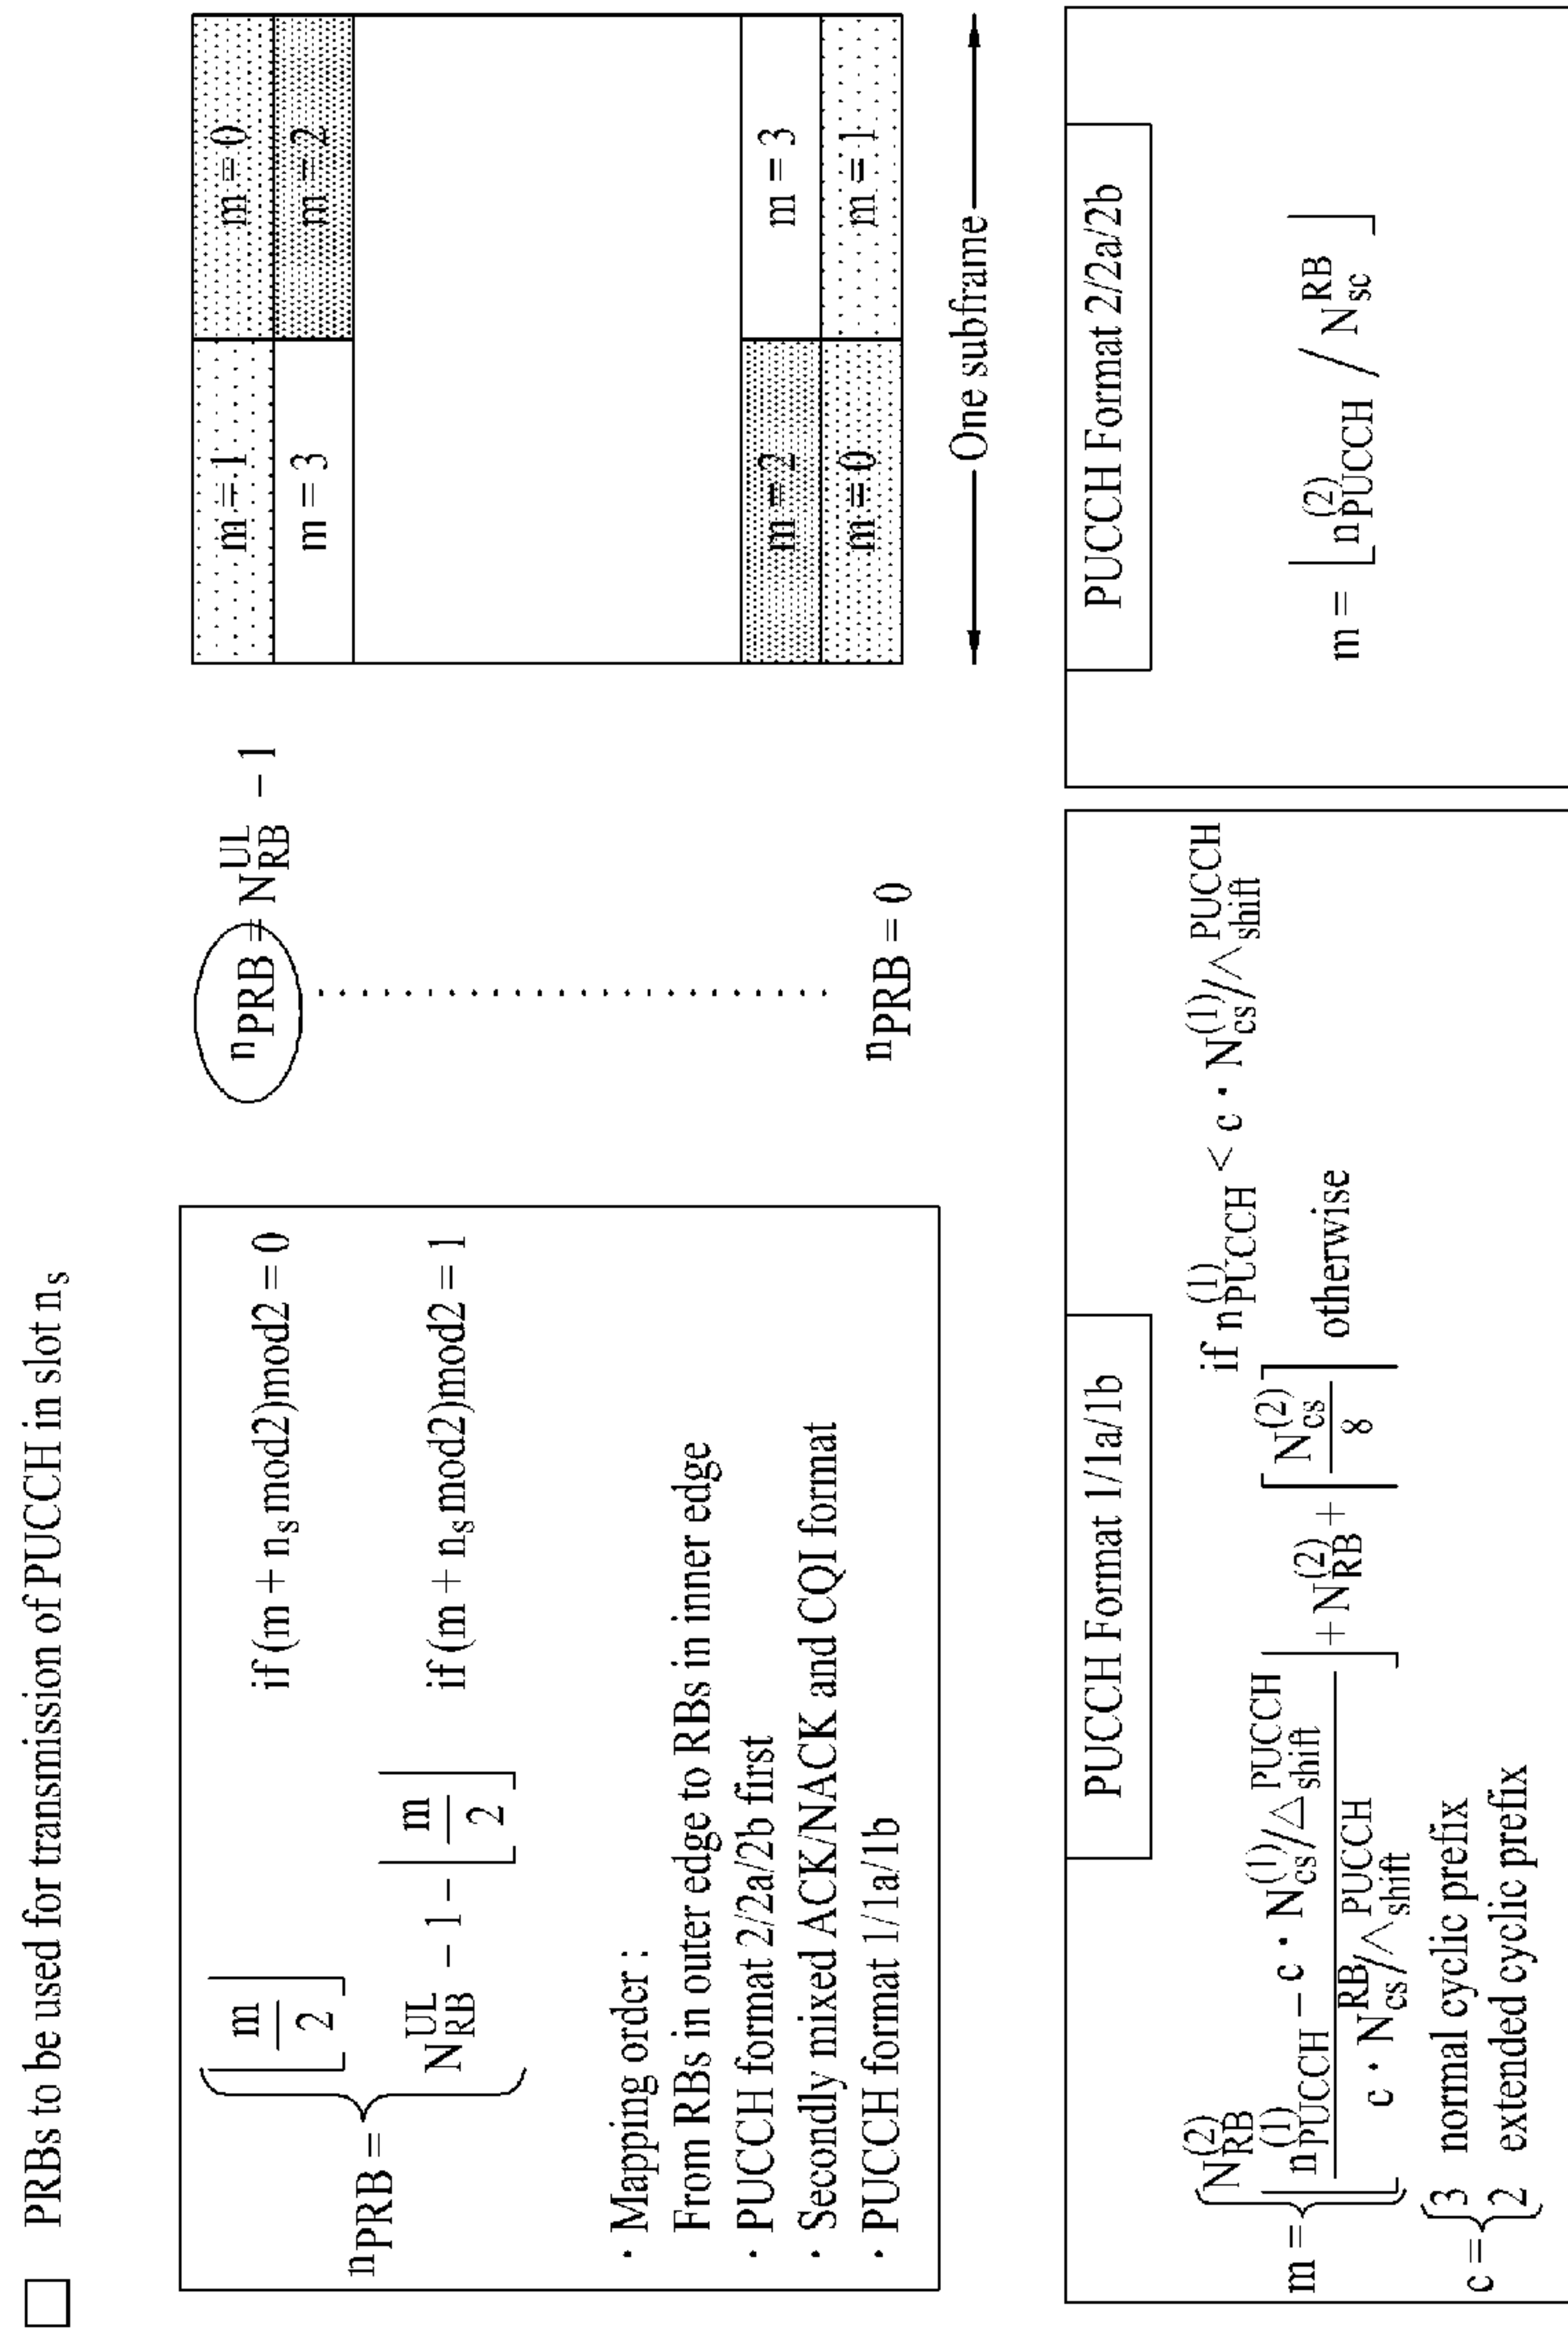 □ PRBs to be used for transmission of PUCCH in slot n_s
n_PRB = { ⌊m/2⌋ if (m + n_s mod2)mod2 = 0
N_RB^UL − 1 − ⌊m/2⌋ if (m + n_s mod2)mod2 = 1
· Mapping order :
From RBs in outer edge to RBs in inner edge
· PUCCH format 2/2a/2b first
· Secondly mixed ACK/NACK and CQI format
· PUCCH format 1/1a/1b
n_PRB = N_RB^UL − 1
n_PRB = 0
m = 1 m = 0
m = 3 m = 2
m = 2 m = 3
m = 0 m = 1
One subframe
PUCCH Format 1/1a/1b
m = { N_RB^(2) if n_PUCCH^(1) < c · N_cs^(1)/△_shift^PUCCH
⌊(n_PUCCH^(1) − c · N_cs^(1)/△_shift^PUCCH)/(c · N_cs^RB/△_shift^PUCCH)⌋ + N_RB^(2) + ⌈N_cs^(2)/8⌉ otherwise
c = { 3 normal cyclic prefix
2 extended cyclic prefix
PUCCH Format 2/2a/2b
m = ⌊n_PUCCH^(2) / N_sc^RB⌋